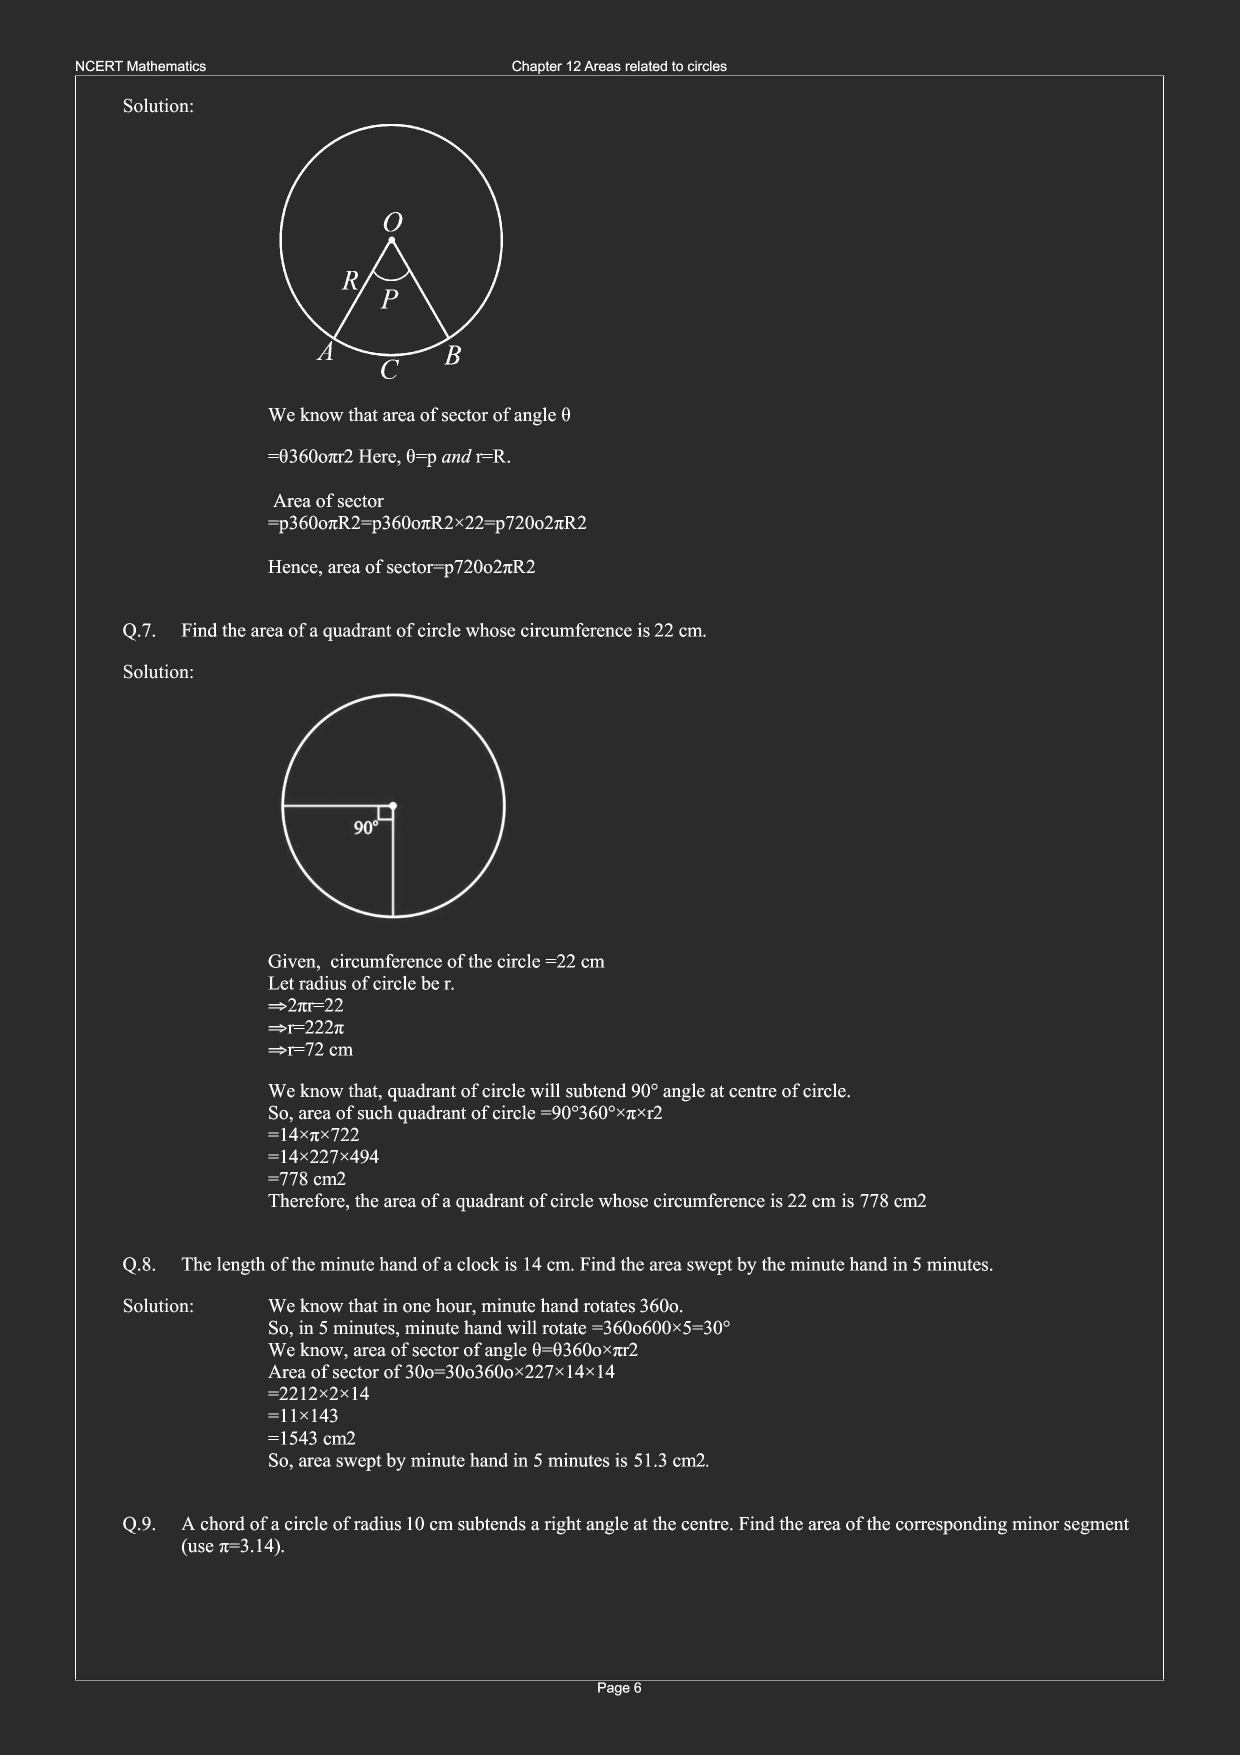 NCERT Mathematics Chapter 12 Areas related to circles
Solution:
O
R
P
A
B
C
We know that area of sector of angle θ
=θ360oπr2 Here, θ=p and r=R.
Area of sector
=p360oπR2=p360oπR2×22=p720o2πR2
Hence, area of sector=p720o2πR2
Q.7. Find the area of a quadrant of circle whose circumference is 22 cm.
Solution:
90°
Given, circumference of the circle =22 cm
Let radius of circle be r.
⇒2πr=22
⇒r=222π
⇒r=72 cm
We know that, quadrant of circle will subtend 90° angle at centre of circle.
So, area of such quadrant of circle =90°360°×π×r2
=14×π×722
=14×227×494
=778 cm2
Therefore, the area of a quadrant of circle whose circumference is 22 cm is 778 cm2
Q.8. The length of the minute hand of a clock is 14 cm. Find the area swept by the minute hand in 5 minutes.
Solution: We know that in one hour, minute hand rotates 360o.
So, in 5 minutes, minute hand will rotate =360o600×5=30°
We know, area of sector of angle θ=θ360o×πr2
Area of sector of 30o=30o360o×227×14×14
=2212×2×14
=11×143
=1543 cm2
So, area swept by minute hand in 5 minutes is 51.3 cm2.
Q.9. A chord of a circle of radius 10 cm subtends a right angle at the centre. Find the area of the corresponding minor segment
(use π=3.14).
Page 6